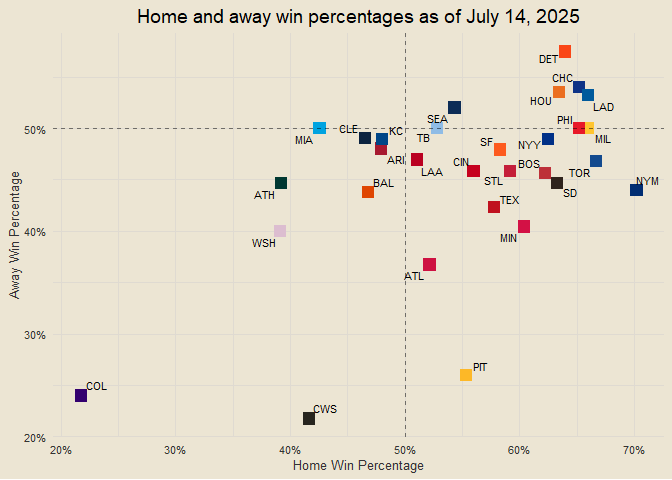 Home and away win percentages as of July 14, 2025
DET
CHC
HOU
LAD
SEA
PHI
50%
CLE
KC
TB
MIL
MIA
SF
NYY
ARI
CIN
BOS
LAA
TOR
STL
NYM
ATH
BAL
SD
TEX
40%
WSH
MIN
ATL
Away Win Percentage
30%
PIT
COL
CWS
20%
20%
30%
40%
50%
60%
70%
Home Win Percentage